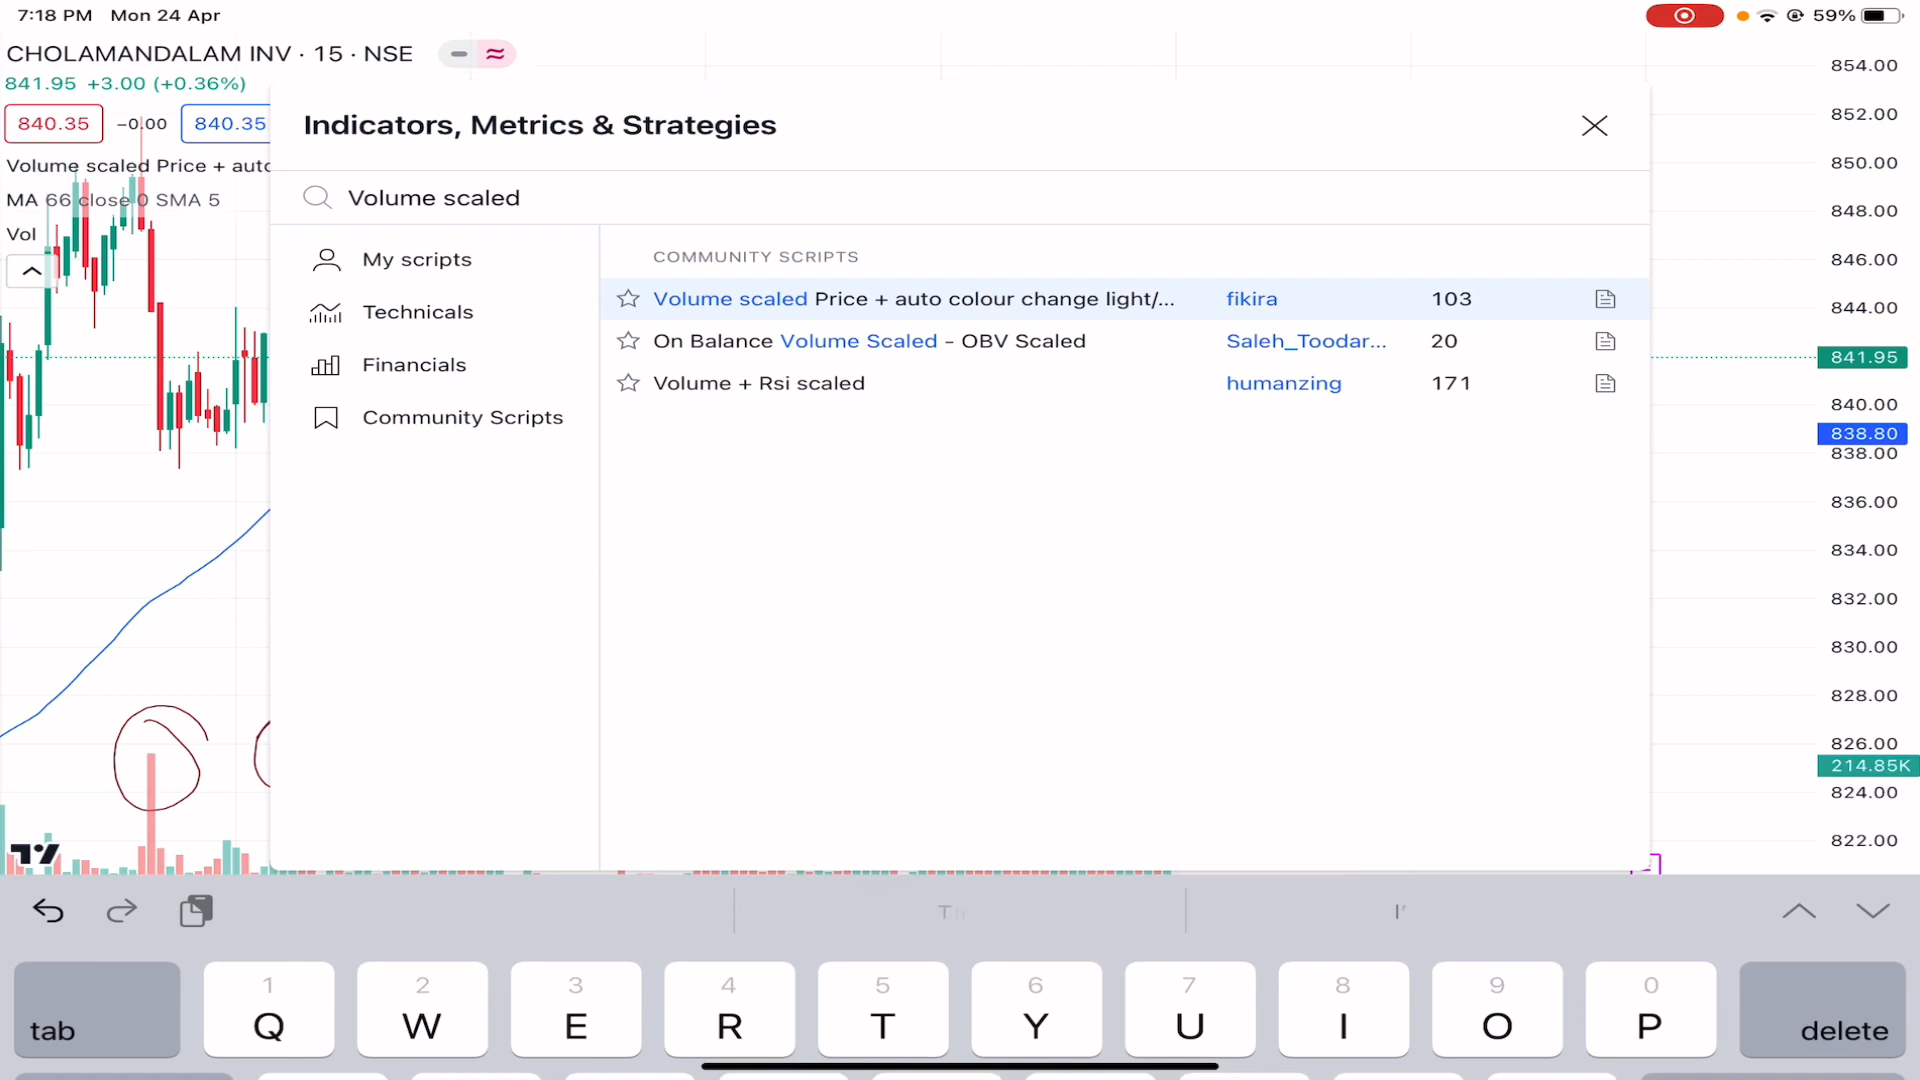 7:18 PM Mon 24 Apr
59%
CHOLAMANDALAM INV · 15 · NSE
841.95 +3.00 (+0.36%)
840.35 −0.00 840.35
Volume scaled Price + auto
MA 66 close 0 SMA 5
Vol
Indicators, Metrics & Strategies
Volume scaled
My scripts
Technicals
Financials
Community Scripts
COMMUNITY SCRIPTS
Volume scaled Price + auto colour change light/... fikira 103
On Balance Volume Scaled - OBV Scaled Saleh_Toodar... 20
Volume + Rsi scaled humanzing 171
854.00
852.00
850.00
848.00
846.00
844.00
841.95
840.00
838.80
838.00
836.00
834.00
832.00
830.00
828.00
826.00
214.85K
824.00
822.00
Th
I'
tab
1 2 3 4 5 6 7 8 9 0
Q W E R T Y U I O P
delete